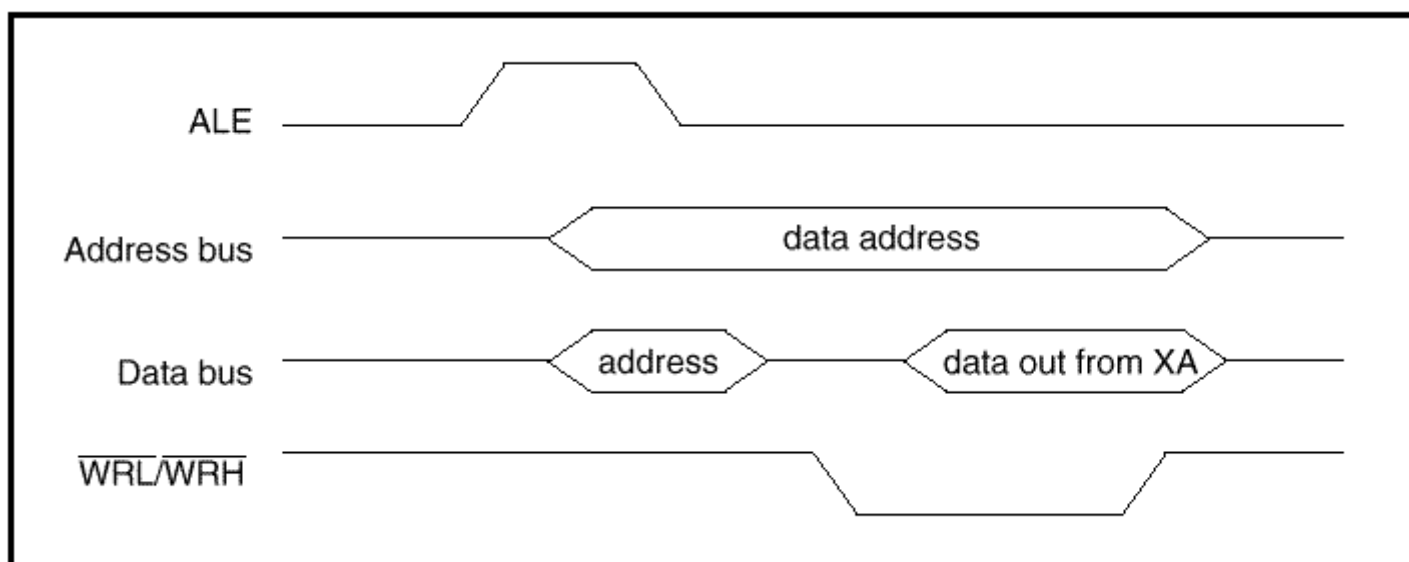 ALE
Address bus
data address
Data bus
address
data out from XA
WRL/WRH